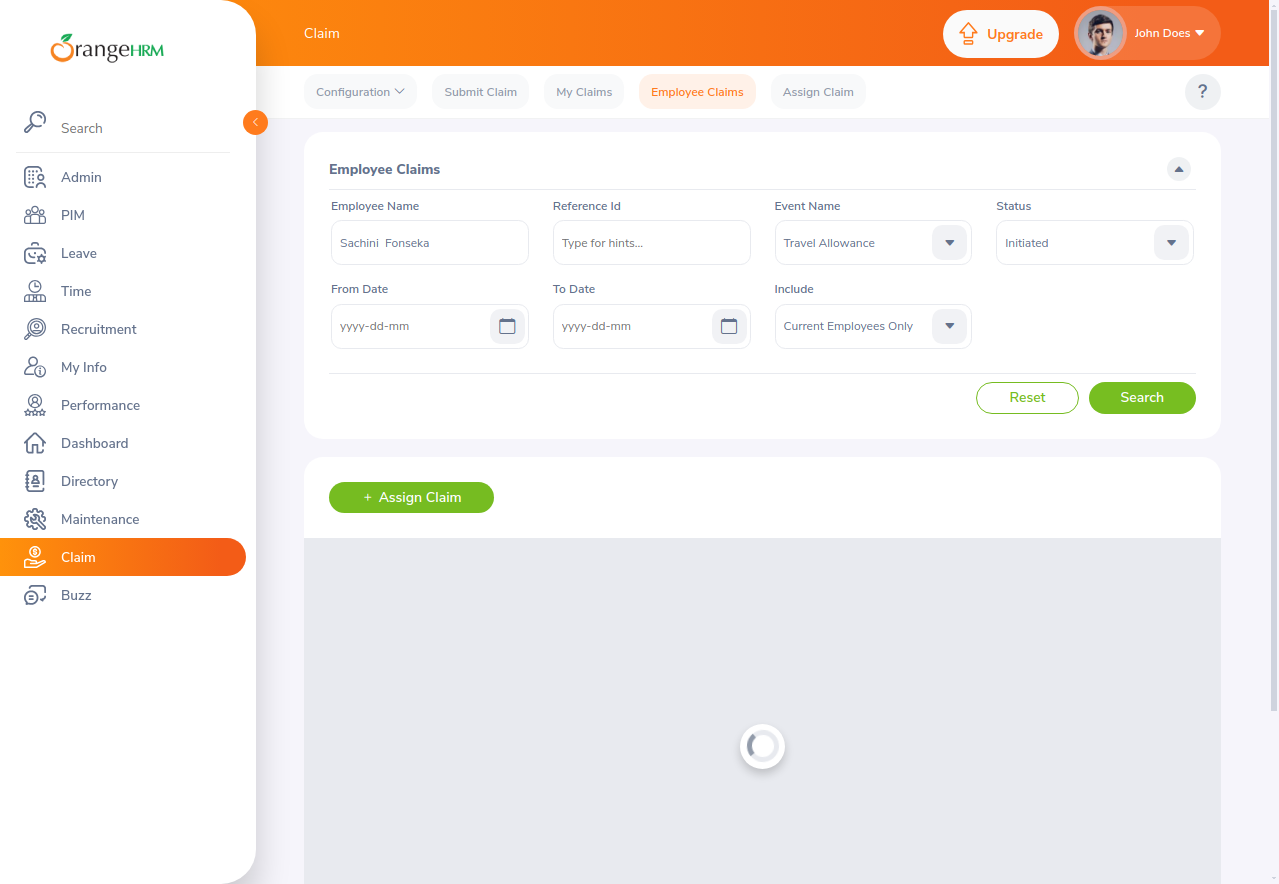 OrangeHRM
Claim
Upgrade
John Does
Configuration
Submit Claim
My Claims
Employee Claims
Assign Claim
?
Search
Admin
PIM
Leave
Time
Recruitment
My Info
Performance
Dashboard
Directory
Maintenance
Claim
Buzz
Employee Claims
Employee Name
Reference Id
Event Name
Status
Sachini  Fonseka
Type for hints...
Travel Allowance
Initiated
From Date
To Date
Include
yyyy-dd-mm
yyyy-dd-mm
Current Employees Only
Reset
Search
+ Assign Claim